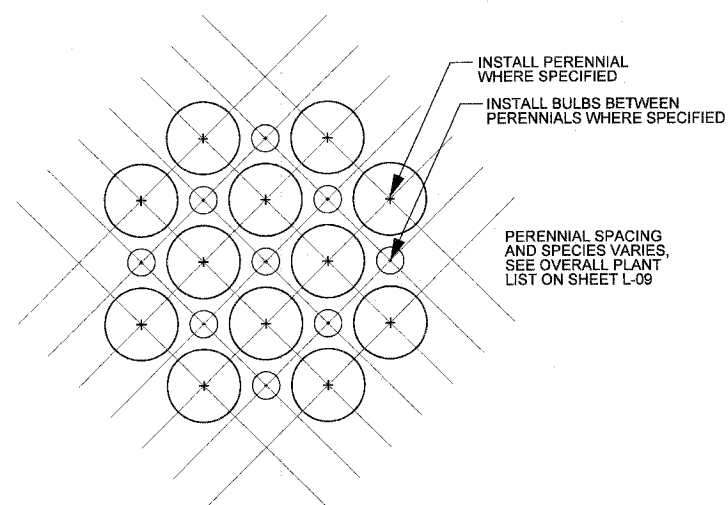 INSTALL PERENNIAL
WHERE SPECIFIED
INSTALL BULBS BETWEEN
PERENNIALS WHERE SPECIFIED
PERENNIAL SPACING
AND SPECIES VARIES,
SEE OVERALL PLANT
LIST ON SHEET L-09